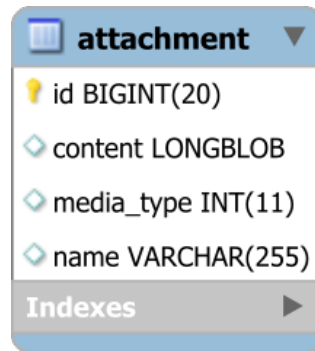 attachment
id BIGINT(20)
content LONGBLOB
media_type INT(11)
name VARCHAR(255)
Indexes